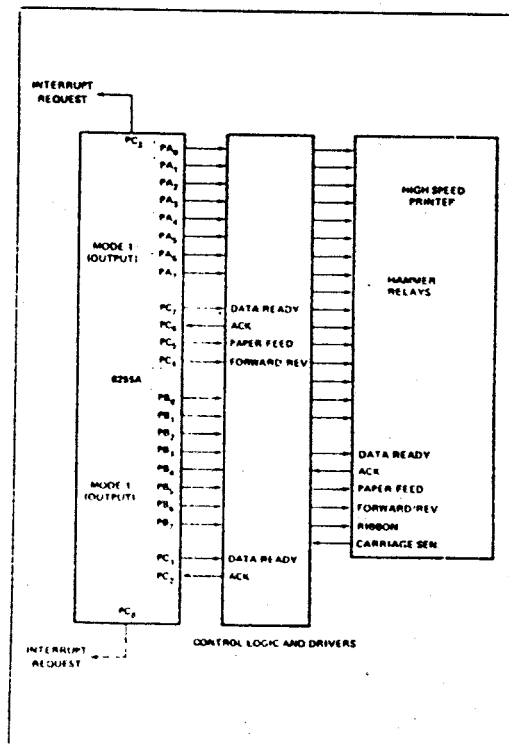 INTERRUPT
REQUEST
PC3
PA0
PA1
PA2
PA3
PA4
PA5
PA6
PA7
MODE 1
(OUTPUT)
PC7
PC6
PC5
PC4
DATA READY
ACK
PAPER FEED
FORWARD/REV
8255A
PB0
PB1
PB2
PB3
PB4
PB5
PB6
PB7
MODE 1
(OUTPUT)
PC1
PC2
DATA READY
ACK
PC0
INTERRUPT
REQUEST
CONTROL LOGIC AND DRIVERS
HIGH SPEED
PRINTER
HAMMER
RELAYS
DATA READY
ACK
PAPER FEED
FORWARD/REV
RIBBON
CARRIAGE SEN